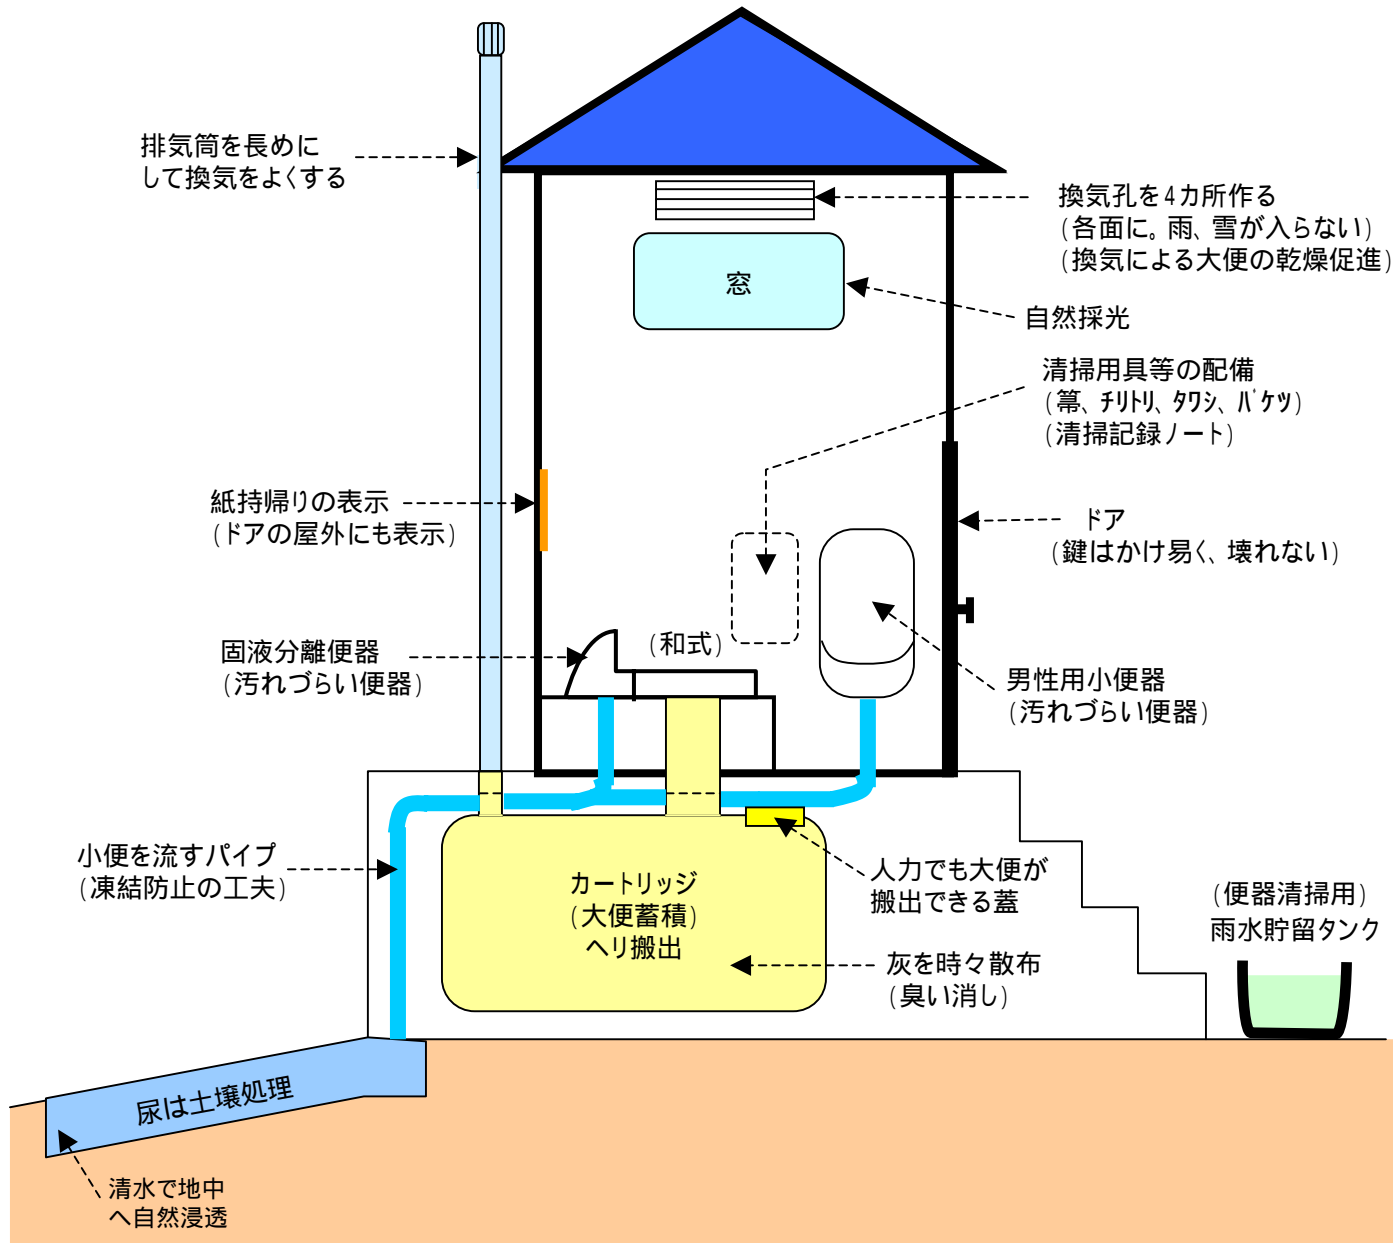 排気筒を長めに
して換気をよくする
換気孔を4カ所作る
(各面に。雨、雪が入らない)
(換気による大便の乾燥促進)
窓
自然採光
清掃用具等の配備
(箒、チリトリ、タワシ、バケツ)
(清掃記録ノート)
紙持帰りの表示
(ドアの屋外にも表示)
ドア
(鍵はかけ易く、壊れない)
固液分離便器
(汚れづらい便器)
(和式)
男性用小便器
(汚れづらい便器)
小便を流すパイプ
(凍結防止の工夫)
カートリッジ
(大便蓄積)
ヘリ搬出
人力でも大便が
搬出できる蓋
灰を時々散布
(臭い消し)
(便器清掃用)
雨水貯留タンク
尿は土壌処理
清水で地中
へ自然浸透